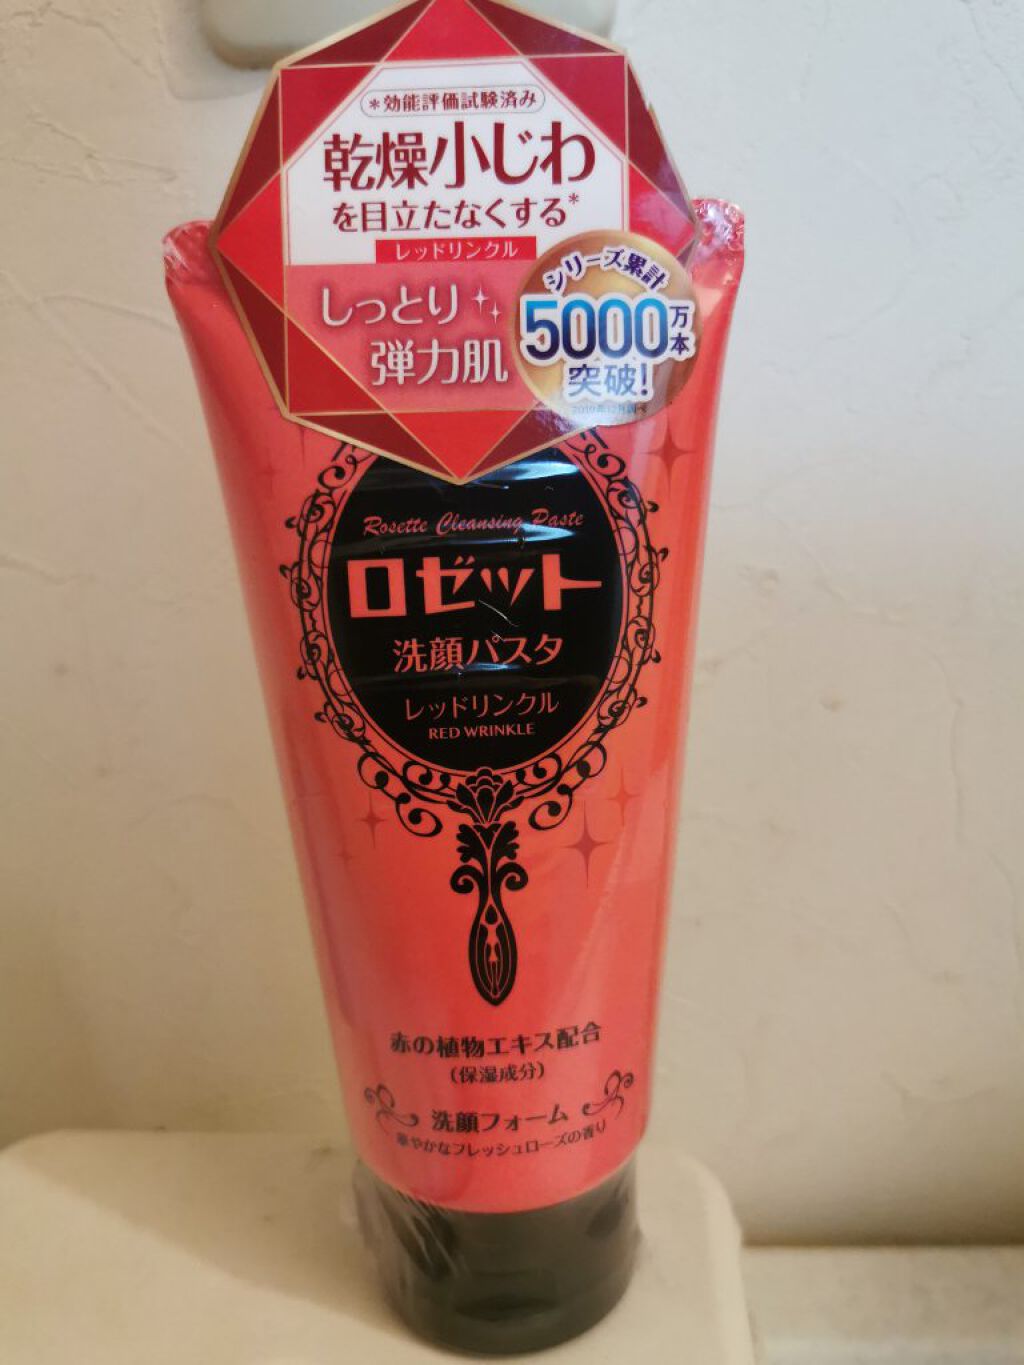 *効能評価試験済み
乾燥小じわ
を目立たなくする*
レッドリンクル
しっとり
弾力肌
シリーズ累計
5000万本
突破!
Rosette Cleansing Paste
ロゼット
洗顔パスタ
レッドリンクル
RED WRINKLE
赤の植物エキス配合
(保湿成分)
洗顔フォーム
華やかなフレッシュローズの香り